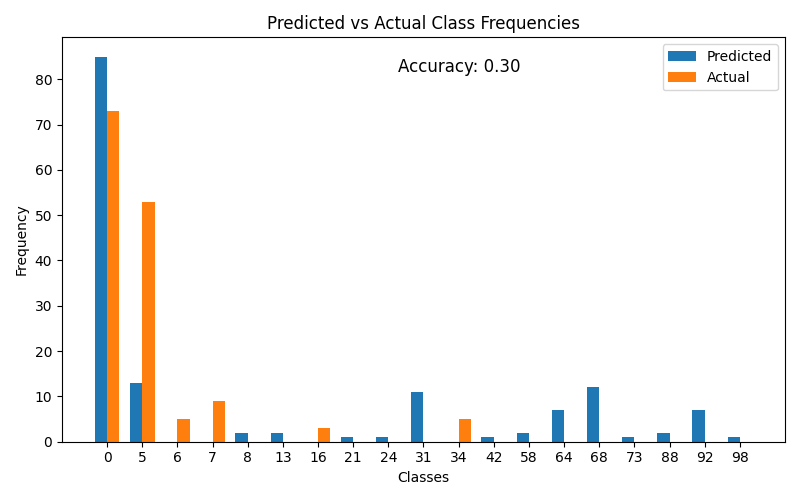 Predicted vs Actual Class Frequencies
Accuracy: 0.30
Predicted
Actual
Frequency
80
70
60
50
40
30
20
10
0
0 5 6 7 8 13 16 21 24 31 34 42 58 64 68 73 88 92 98
Classes